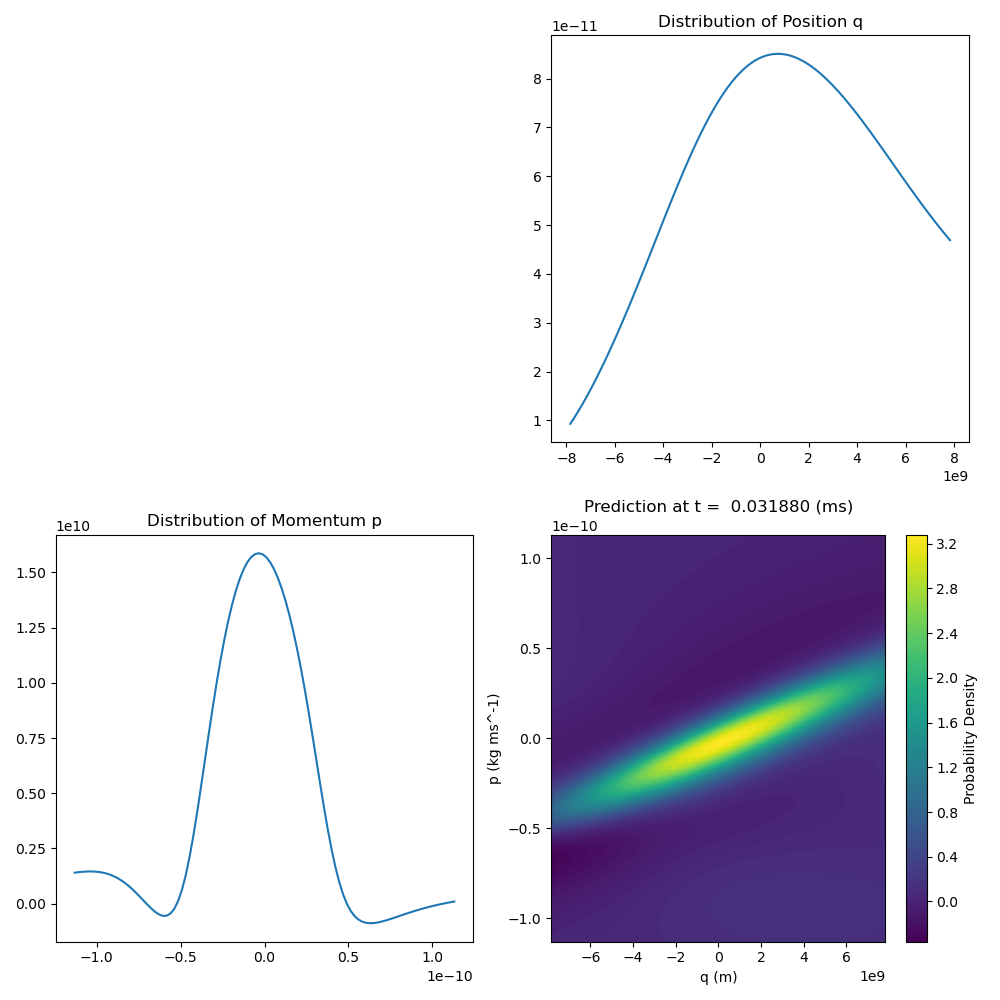 Distribution of Position q
1e−11
8
7
6
5
4
3
2
1
−8 −6 −4 −2 0 2 4 6 8
1e9
Distribution of Momentum p
1e10
1.50
1.25
1.00
0.75
0.50
0.25
0.00
−1.0 −0.5 0.0 0.5 1.0
1e−10
Prediction at t =  0.031880 (ms)
1e−10
1.0
0.5
0.0
−0.5
−1.0
p (kg ms^-1)
−6 −4 −2 0 2 4 6
1e9
q (m)
3.2
2.8
2.4
2.0
1.6
1.2
0.8
0.4
0.0
Probability Density